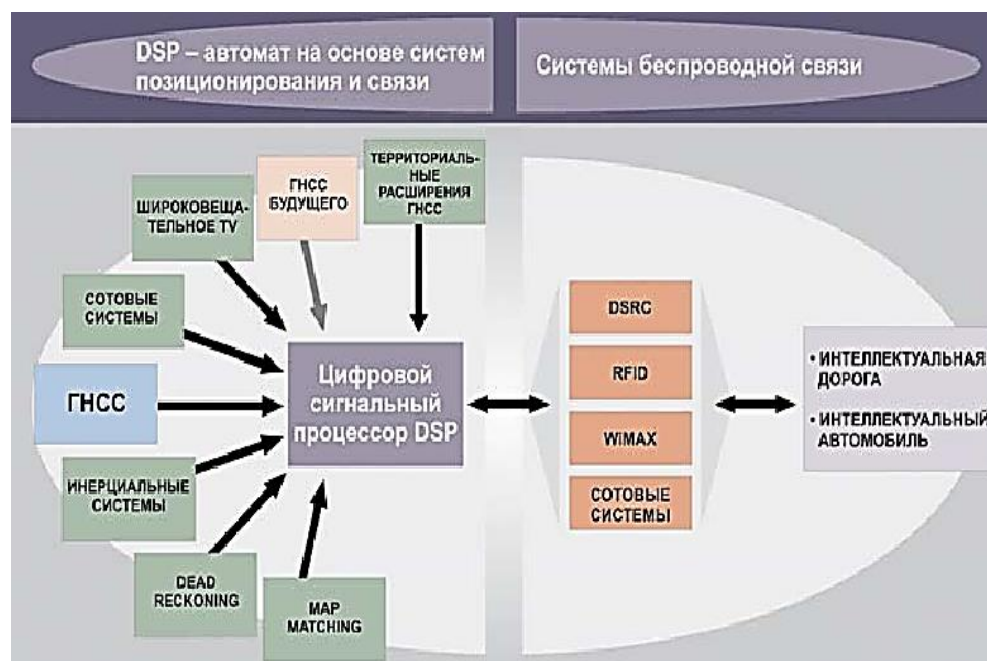 DSP – автомат на основе систем
позиционирования и связи
Системы беспроводной связи
ТЕРРИТОРИАЛЬ-
НЫЕ
РАСШИРЕНИЯ
ГНСС
ГНСС
БУДУЩЕГО
ШИРОКОВЕЩА-
ТЕЛЬНОЕ TV
СОТОВЫЕ
СИСТЕМЫ
ГНСС
ИНЕРЦИАЛЬНЫЕ
СИСТЕМЫ
DEAD
RECKONING
MAP
MATCHING
Цифровой
сигнальный
процессор DSP
DSRC
RFID
WiMAX
СОТОВЫЕ
СИСТЕМЫ
• ИНТЕЛЛЕКТУАЛЬНАЯ
ДОРОГА
• ИНТЕЛЛЕКТУАЛЬНЫЙ
АВТОМОБИЛЬ